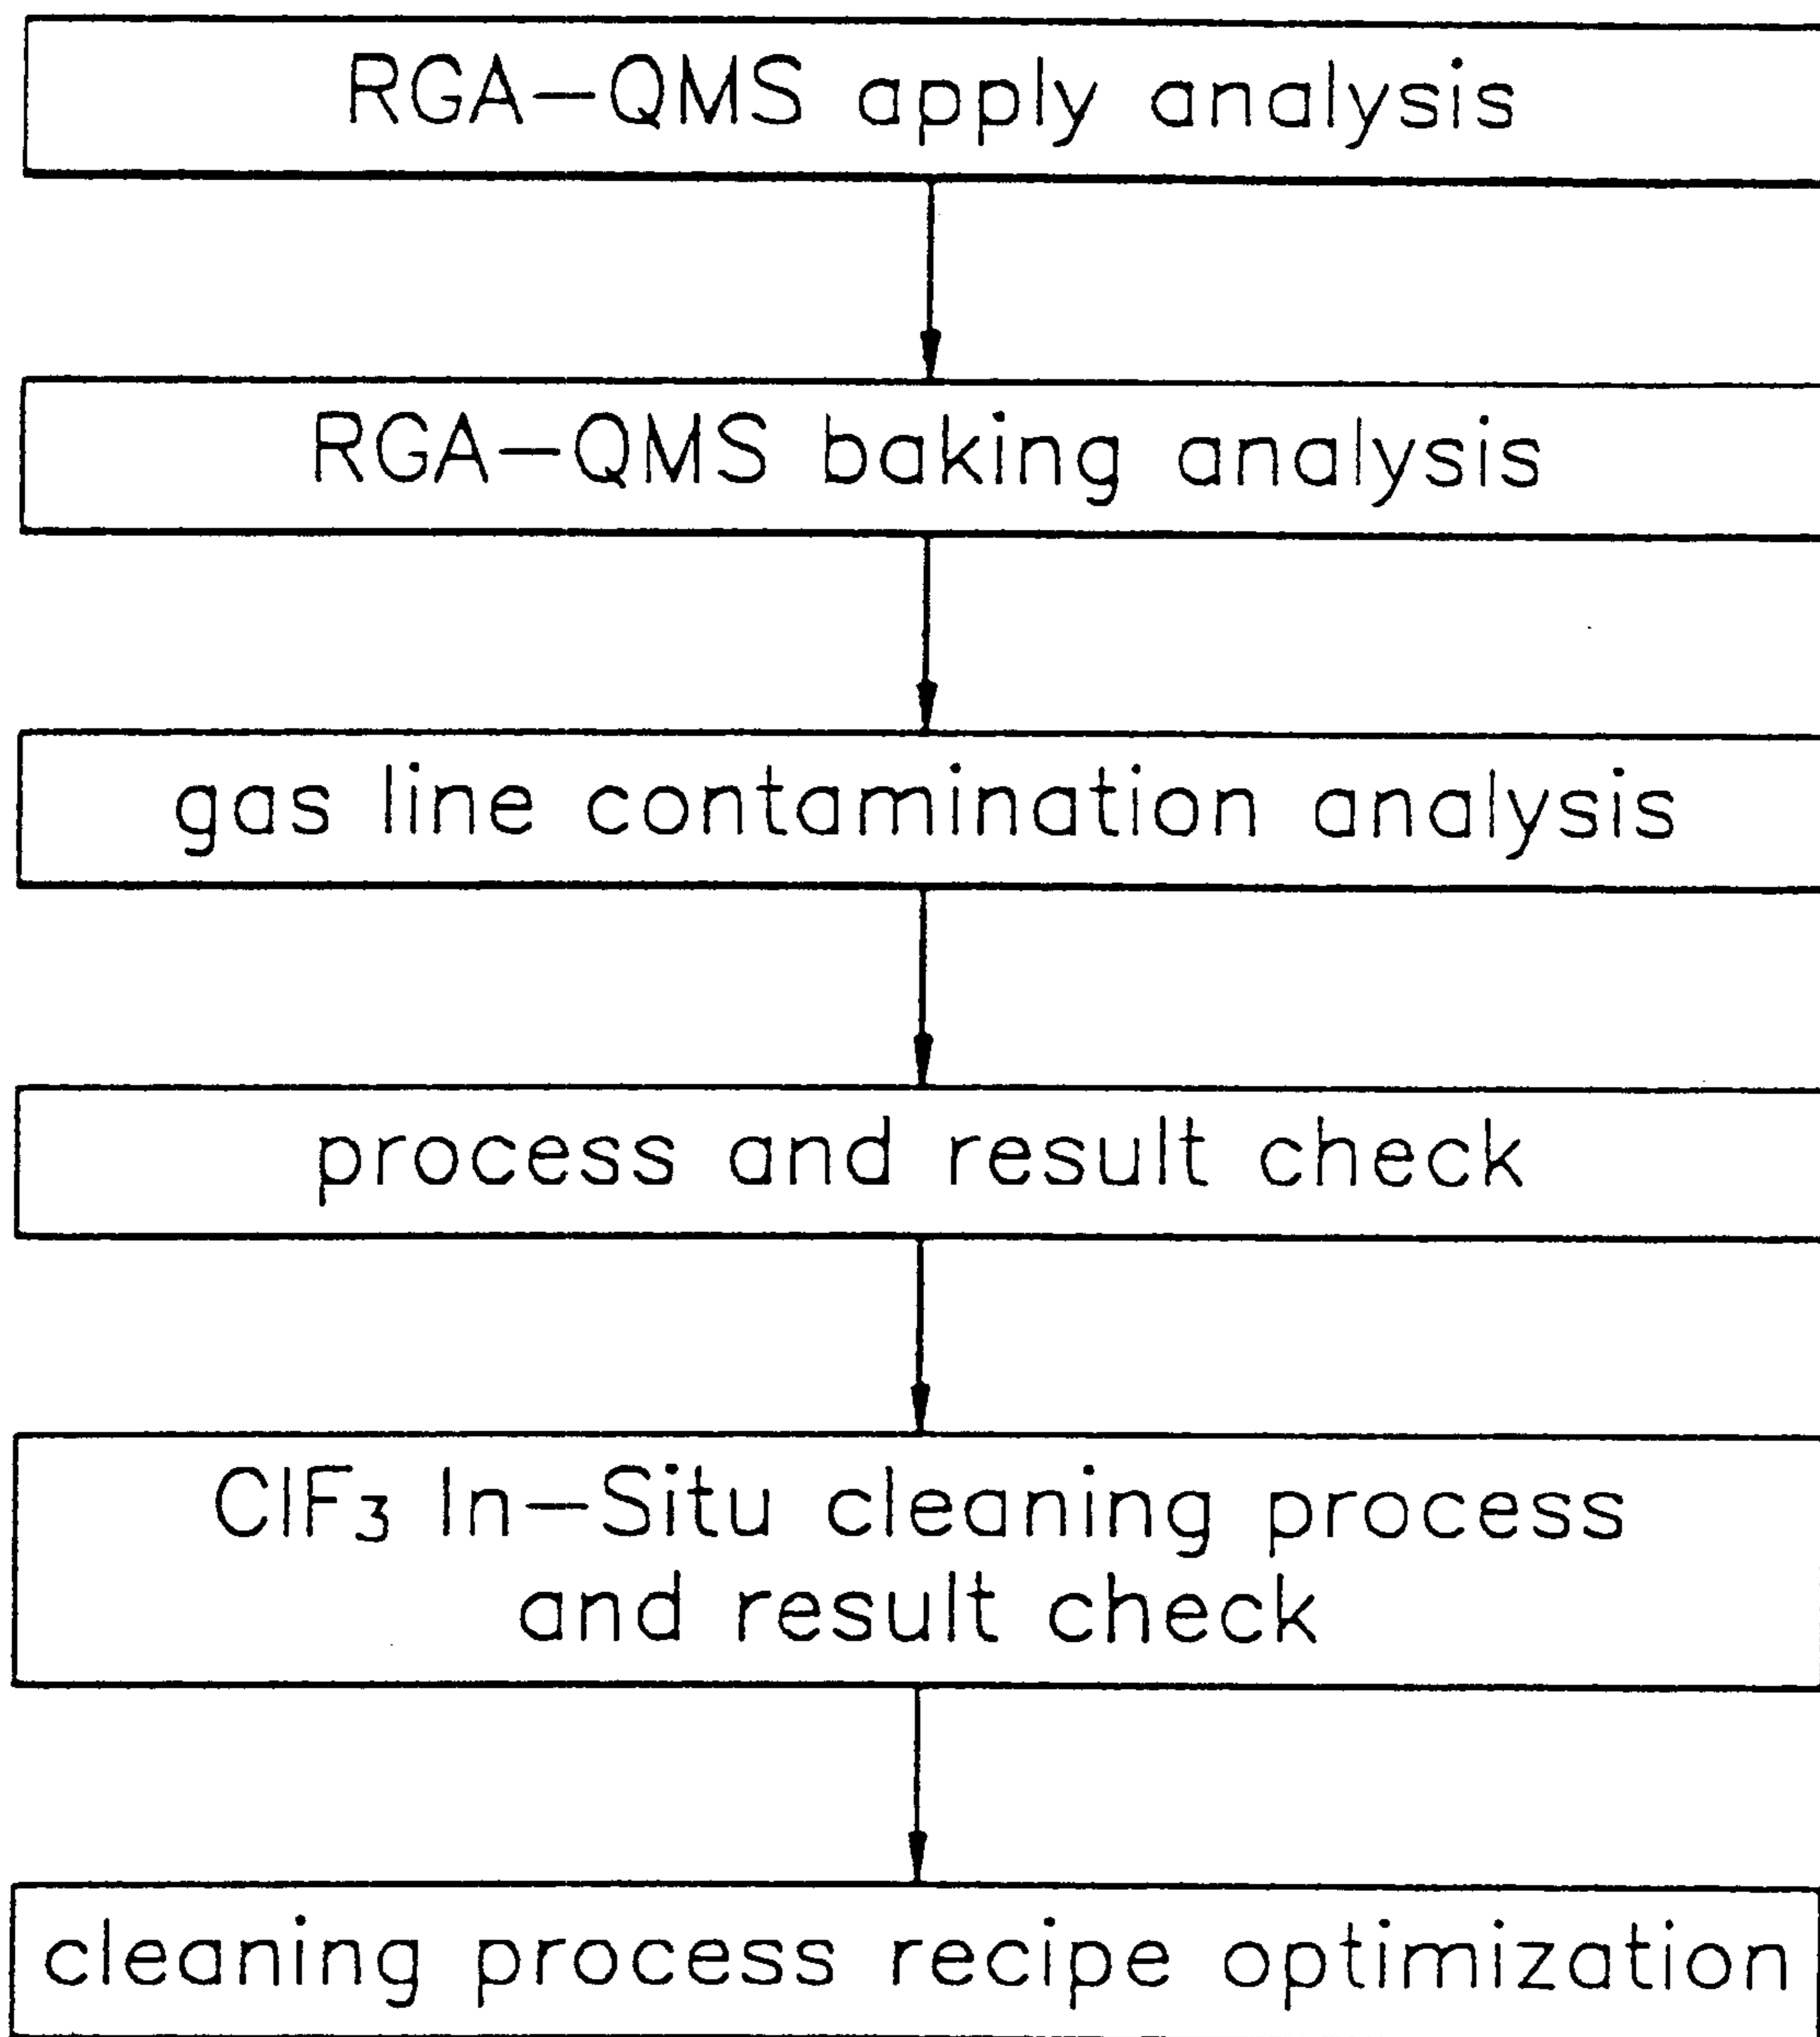 RGA-QMS apply analysis
RGA-QMS baking analysis
gas line contamination analysis
process and result check
ClF₃ In-Situ cleaning process
and result check
cleaning process recipe optimization